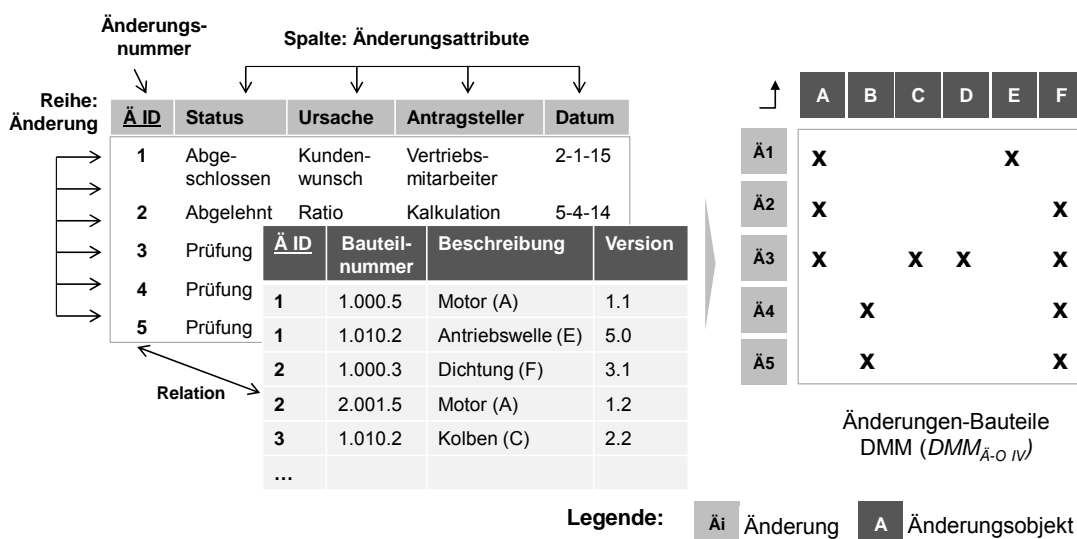 Änderungs-
nummer
Spalte: Änderungsattribute
Reihe:
Änderung
Ä ID Status Ursache Antragsteller Datum
1 Abge- Kunden- Vertriebs- 2-1-15
schlossen wunsch mitarbeiter
2 Abgelehnt Ratio Kalkulation 5-4-14
3 Prüfung
4 Prüfung
5 Prüfung
Relation
Ä ID Bauteil- Beschreibung Version
nummer
1 1.000.5 Motor (A) 1.1
1 1.010.2 Antriebswelle (E) 5.0
2 1.000.3 Dichtung (F) 3.1
2 2.001.5 Motor (A) 1.2
3 1.010.2 Kolben (C) 2.2
...
A B C D E F
Ä1 x x
Ä2 x x
Ä3 x x x x
Ä4 x x
Ä5 x x
Änderungen-Bauteile
DMM (DMMÄ-O IV)
Legende: Äi Änderung A Änderungsobjekt